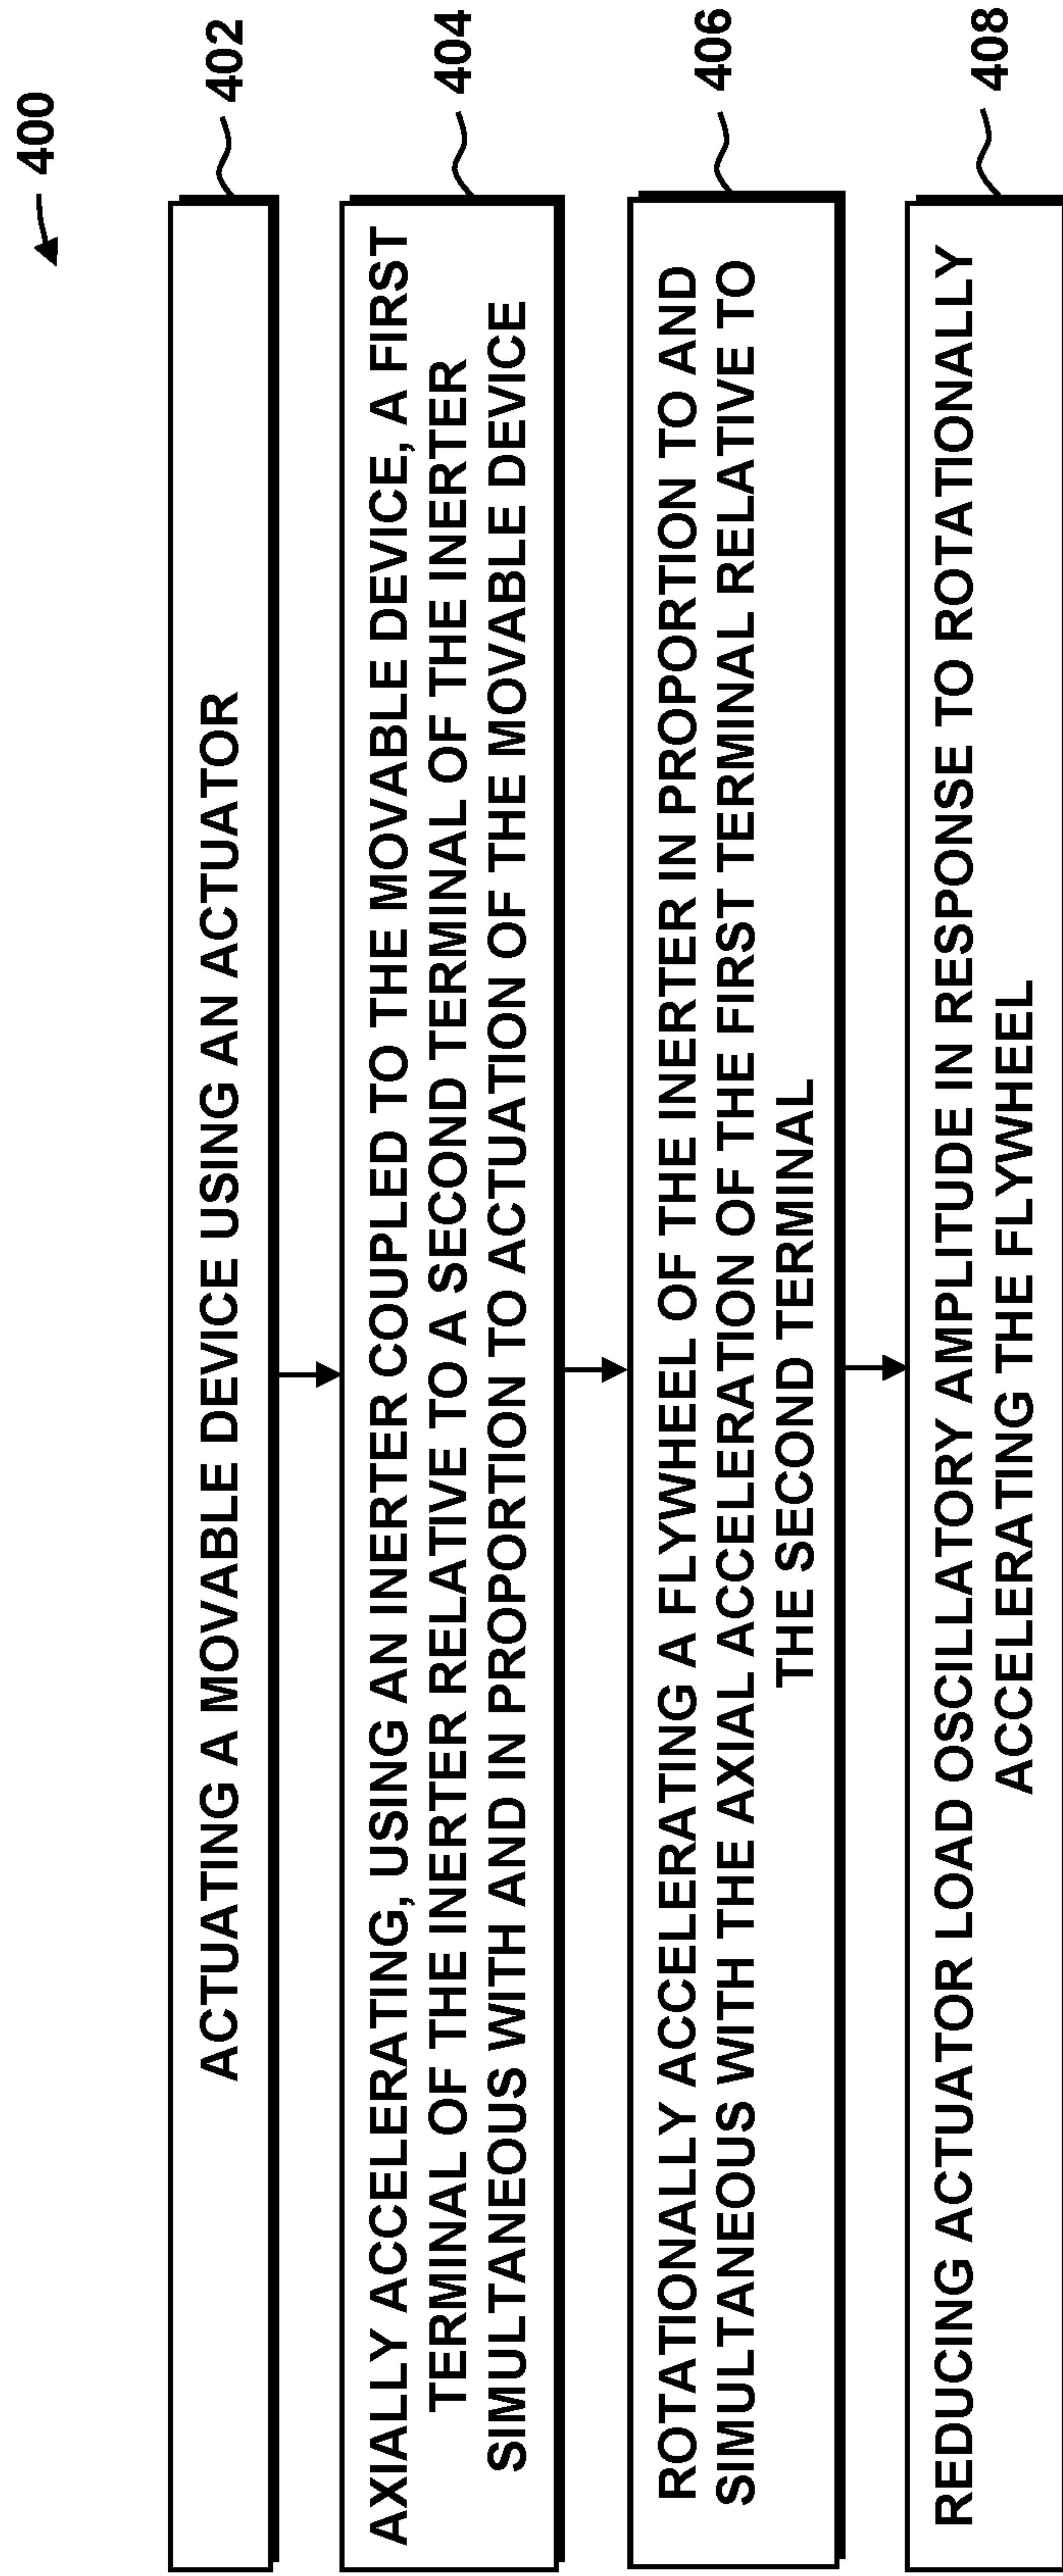 400
ACTUATING A MOVABLE DEVICE USING AN ACTUATOR
402
AXIALLY ACCELERATING, USING AN INERTER COUPLED TO THE MOVABLE DEVICE, A FIRST
TERMINAL OF THE INERTER RELATIVE TO A SECOND TERMINAL OF THE INERTER
SIMULTANEOUS WITH AND IN PROPORTION TO ACTUATION OF THE MOVABLE DEVICE
404
ROTATIONALLY ACCELERATING A FLYWHEEL OF THE INERTER IN PROPORTION TO AND
SIMULTANEOUS WITH THE AXIAL ACCELERATION OF THE FIRST TERMINAL RELATIVE TO
THE SECOND TERMINAL
406
REDUCING ACTUATOR LOAD OSCILLATORY AMPLITUDE IN RESPONSE TO ROTATIONALLY
ACCELERATING THE FLYWHEEL
408